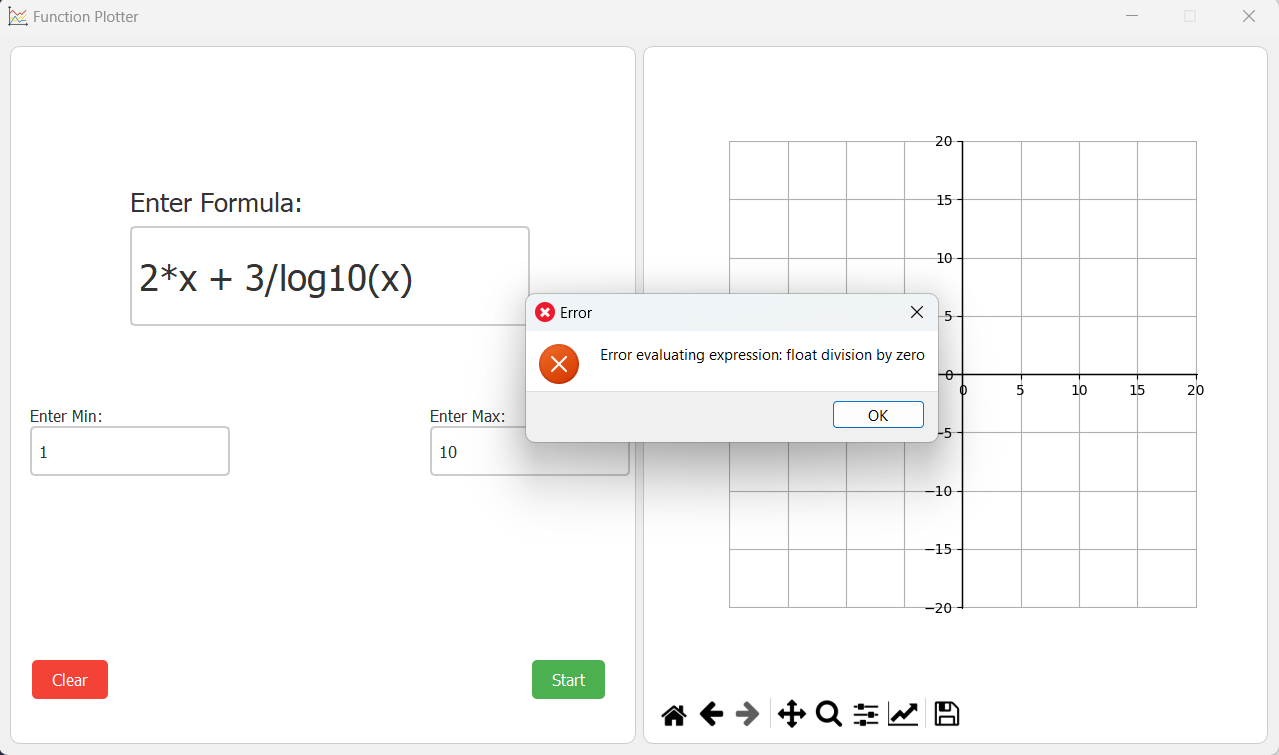 Function Plotter
Enter Formula:
2*x + 3/log10(x)
Enter Min:
1
Enter Max:
10
Clear
Start
Error
Error evaluating expression: float division by zero
OK
20
15
10
5
0
−5
−10
−15
−20
0
5
10
15
20